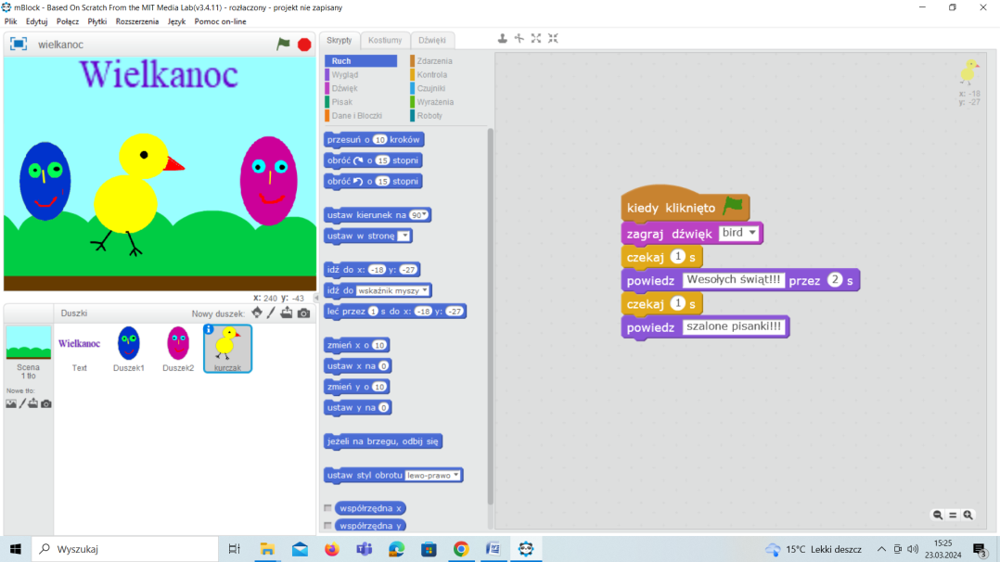 mBlock - Based On Scratch From the MIT Media Lab(v3.4.11) - rozłaczony - projekt nie zapisany
Plik Edytuj Połącz Płytki Rozszerzenia Język Pomoc on-line
wielkanoc
Wielkanoc
x: 240 y: -43
Duszki
Nowy duszek:
Scena
1 tło
Nowe tło:
Wielkanoc
Text
Duszek1
Duszek2
kurczak
Skrypty Kostiumy Dźwięki
Ruch Zdarzenia
Wygląd Kontrola
Dźwięk Czujniki
Pisak Wyrażenia
Dane i Bloczki Roboty
przesuń o 10 kroków
obróć o 15 stopni
obróć o 15 stopni
ustaw kierunek na 90
ustaw w stronę
idź do x: -18 y: -27
idź do wskaźnik myszy
leć przez 1 s do x: -18 y: -27
zmień x o 10
ustaw x na 0
zmień y o 10
ustaw y na 0
jeżeli na brzegu, odbij się
ustaw styl obrotu lewo-prawo
współrzędna x
współrzędna y
x: -18
y: -27
kiedy kliknięto
zagraj dźwięk bird
czekaj 1 s
powiedz Wesołych świąt!!! przez 2 s
czekaj 1 s
powiedz szalone pisanki!!!
Wyszukaj
15°C Lekki deszcz
15:25
23.03.2024
3